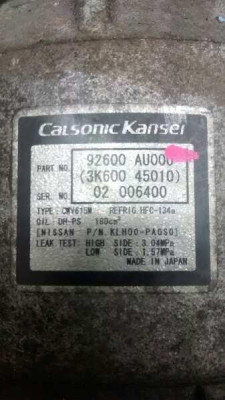 CalsonicKansei
PART NO. 92600 AU000
(3K600 45010)
SER. NO. 02 006400
TYPE: CWV615M REFRIG:HFC-134a
OIL: DH-PS 180cm³
[NISSAN P/N.KLH00-PAGS0]
LEAK TEST: HIGH SIDE:3.04MPa
LOW SIDE:1.57MPa
MADE IN JAPAN